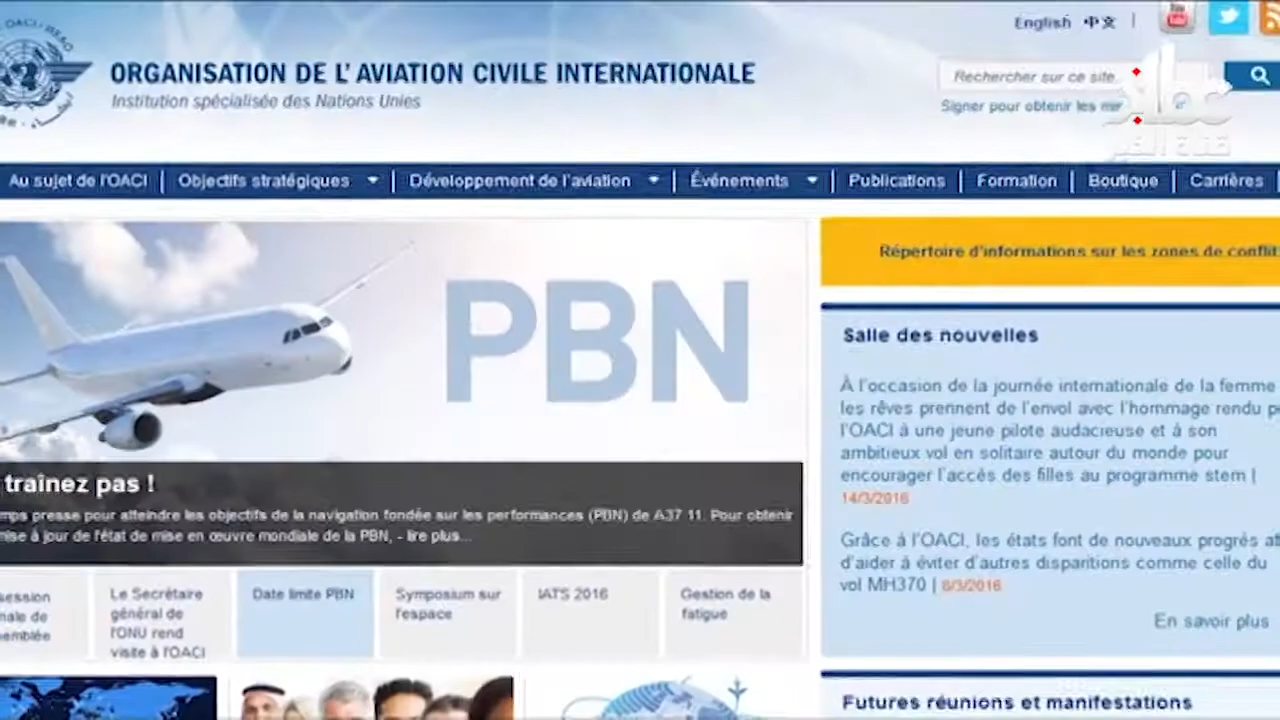 OACI
English 中文
ORGANISATION DE L'AVIATION CIVILE INTERNATIONALE
Institution spécialisée des Nations Unies
Rechercher sur ce site
Signer pour obtenir les
Au sujet de l'OACI
Objectifs stratégiques
Développement de l'aviation
Événements
Publications
Formation
Boutique
Carrières
PBN
traînez pas !
presse pour atteindre les objectifs de la navigation fondée sur les performances (PBN) de A37 11. Pour obtenir
mise à jour de l'état de mise en œuvre mondiale de la PBN, - lire plus...
Répertoire d'informations sur les zones de conflit
Salle des nouvelles
À l'occasion de la journée internationale de la femme
les rêves prennent de l'envol avec l'hommage rendu
l'OACI à une jeune pilote audacieuse et à son
ambitieux vol en solitaire autour du monde pour
encourager l'accès des filles au programme stem |
14/3/2016
Grâce à l'OACI, les états font de nouveaux progrés
d'aider à éviter d'autres disparitions comme celle du
vol MH370 | 8/3/2016
En savoir plus
session
de
Le Secrétaire
général de
l'ONU rend
visite à l'OACI
Date limite PBN
Symposium sur
l'espace
IATS 2016
Gestion de la
fatigue
Futures réunions et manifestations